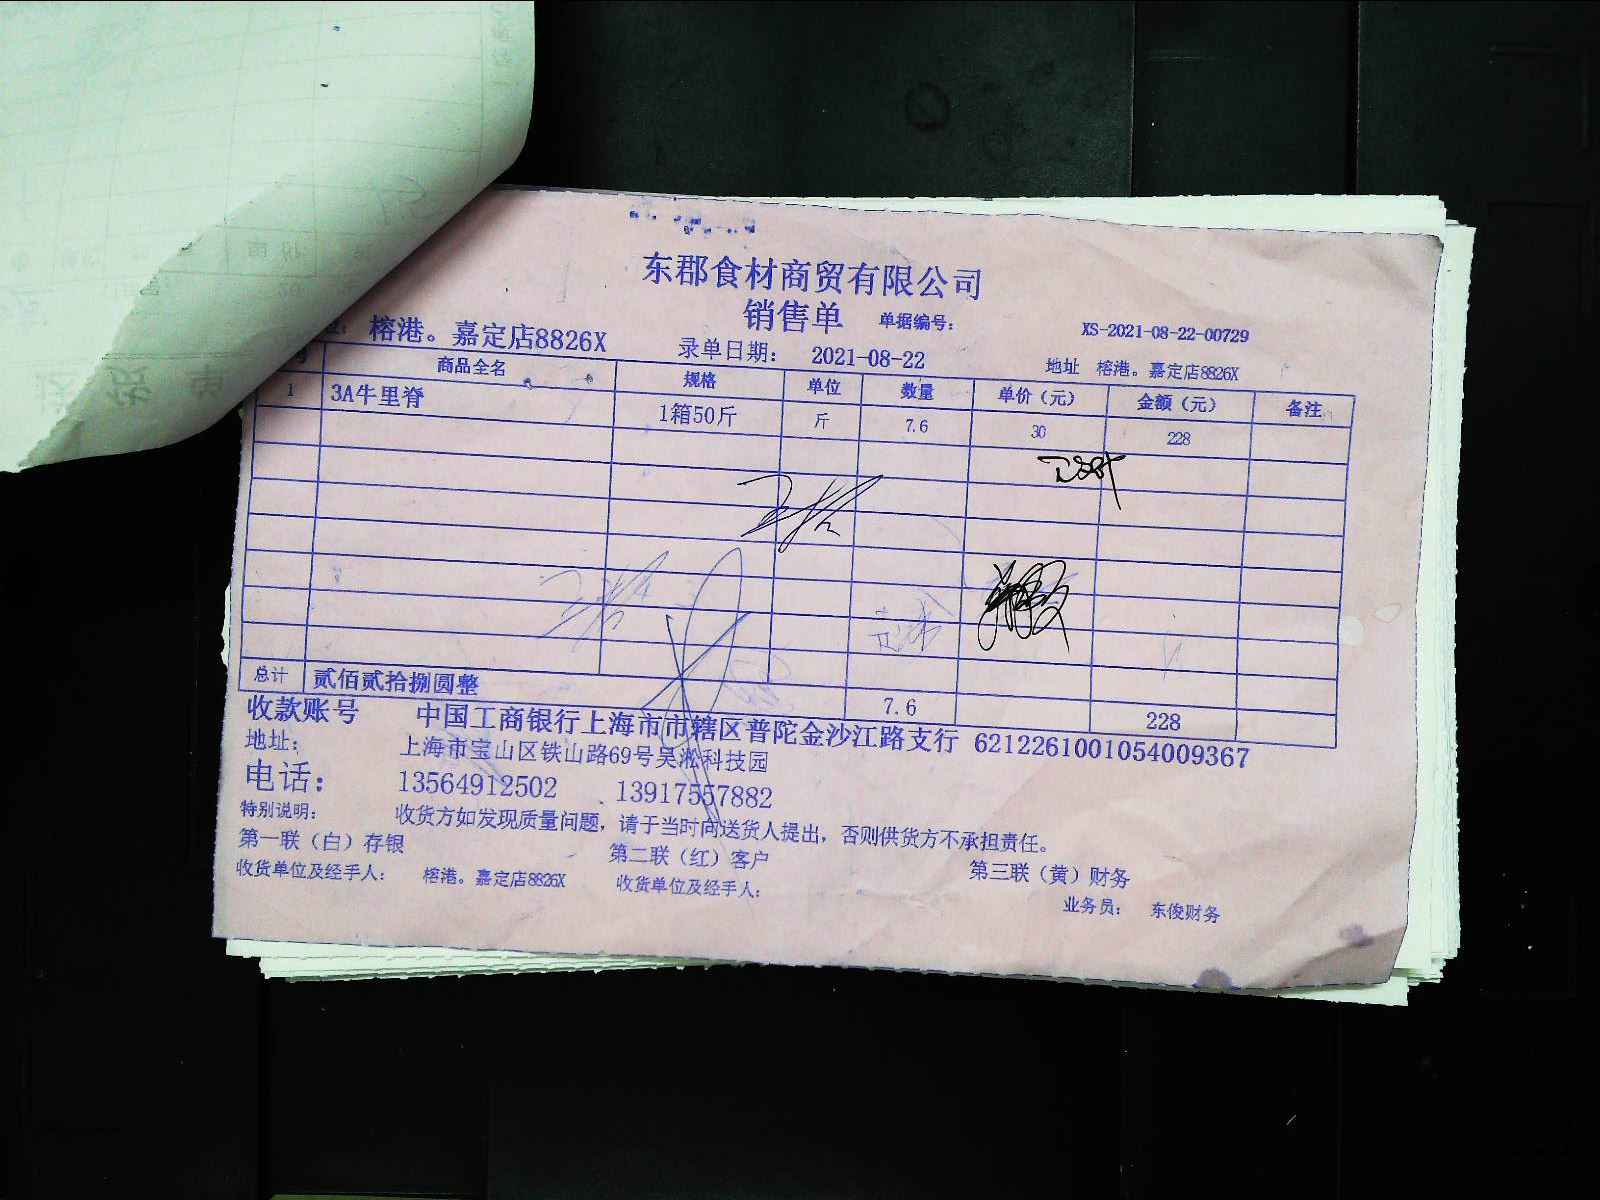 东郡食材商贸有限公司
销售单 单据编号： XS-2021-08-22-00729
榕港。嘉定店8826X 录单日期： 2021-08-22 地址 榕港。嘉定店8826X
号 商品全名 规格 单位 数量 单价（元） 金额（元） 备注
1 3A牛里脊 1箱50斤 斤 7.6 30 228
总计 贰佰贰拾捌圆整 7.6 228
收款账号 中国工商银行上海市市辖区普陀金沙江路支行 6212261001054009367
地址： 上海市宝山区铁山路69号吴淞科技园
电话： 13564912502 、13917557882
特别说明： 收货方如发现质量问题，请于当时向送货人提出，否则供货方不承担责任。
第一联（白）存银 第二联（红）客户 第三联（黄）财务
收货单位及经手人： 榕港。嘉定店8826X 收货单位及经手人： 业务员： 东俊财务